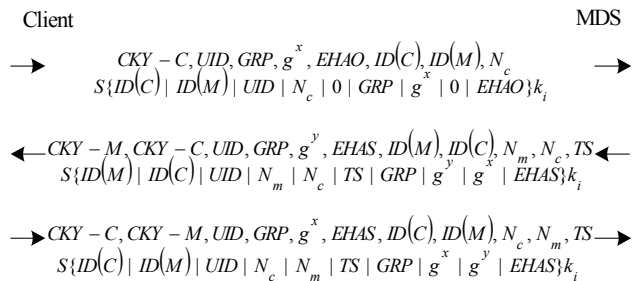 Client MDS
CKY – C, UID, GRP, g^x, EHAO, ID(C), ID(M), N_c
S{ID(C) | ID(M) | UID | N_c | 0 | GRP | g^x | 0 | EHAO}k_i
CKY – M, CKY – C, UID, GRP, g^y, EHAS, ID(M), ID(C), N_m, N_c, TS
S{ID(M) | ID(C) | UID | N_m | N_c | TS | GRP | g^y | g^x | EHAS}k_i
CKY – C, CKY – M, UID, GRP, g^x, EHAS, ID(C), ID(M), N_c, N_m, TS
S{ID(C) | ID(M) | UID | N_c | N_m | TS | GRP | g^x | g^y | EHAS}k_i